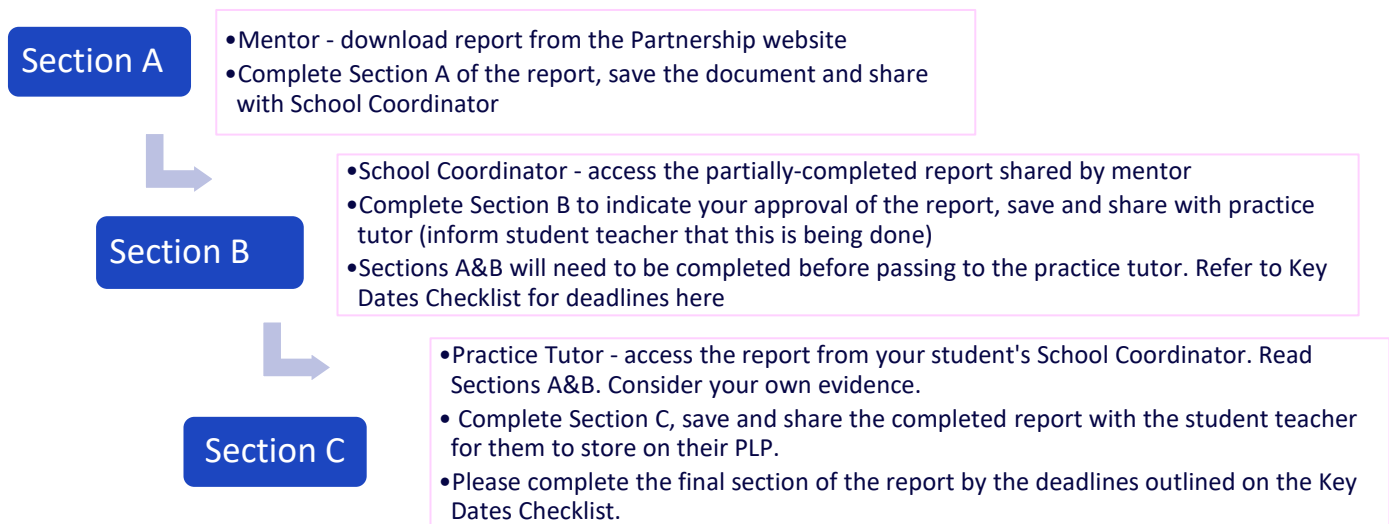 Section A
•Mentor - download report from the Partnership website
•Complete Section A of the report, save the document and share
with School Coordinator
Section B
•School Coordinator - access the partially-completed report shared by mentor
•Complete Section B to indicate your approval of the report, save and share with practice
tutor (inform student teacher that this is being done)
•Sections A&B will need to be completed before passing to the practice tutor. Refer to Key
Dates Checklist for deadlines here
Section C
•Practice Tutor - access the report from your student's School Coordinator. Read
Sections A&B. Consider your own evidence.
• Complete Section C, save and share the completed report with the student teacher
for them to store on their PLP.
•Please complete the final section of the report by the deadlines outlined on the Key
Dates Checklist.